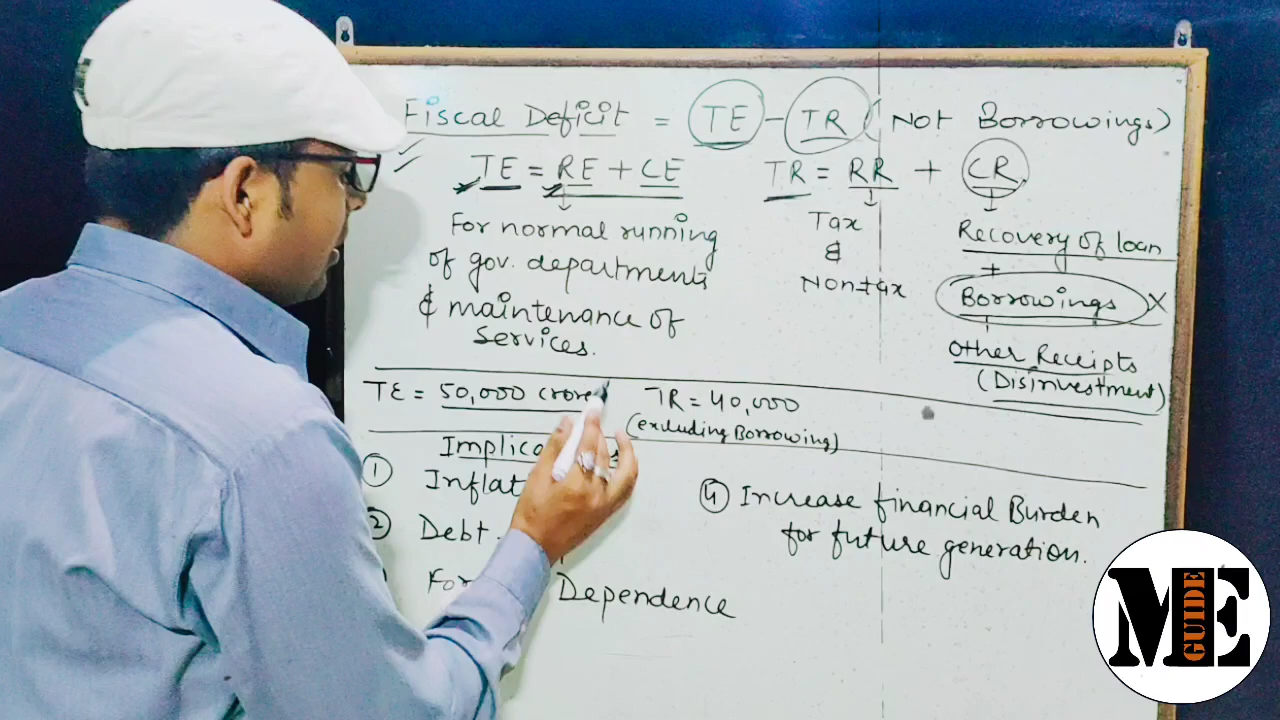 Fiscal Deficit = TE - TR (Not Borrowings)
TE = RE + CE
TR = RR + CR
For normal running
of gov. departments
& maintenance of
services.
Tax
&
Non-tax
Recovery of loan
+
Borrowings X
Other Receipts
(Disinvestment)
TE = 50,000 crore
TR = 40,000
(excluding Borrowing)
① Inflat
② Debt
For Dependence
④ Increase financial Burden
for future generation.
ME
GUIDE